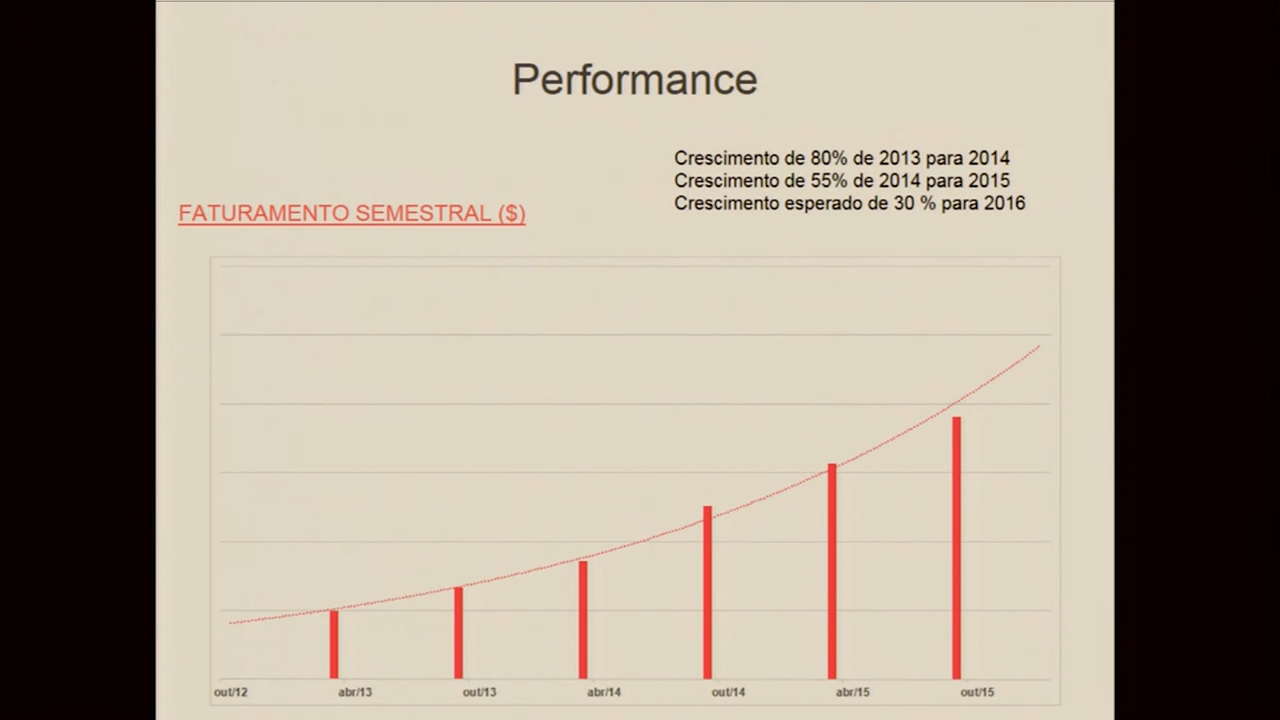 Performance
Crescimento de 80% de 2013 para 2014
Crescimento de 55% de 2014 para 2015
Crescimento esperado de 30 % para 2016
FATURAMENTO SEMESTRAL ($)
out/12 abr/13 out/13 abr/14 out/14 abr/15 out/15